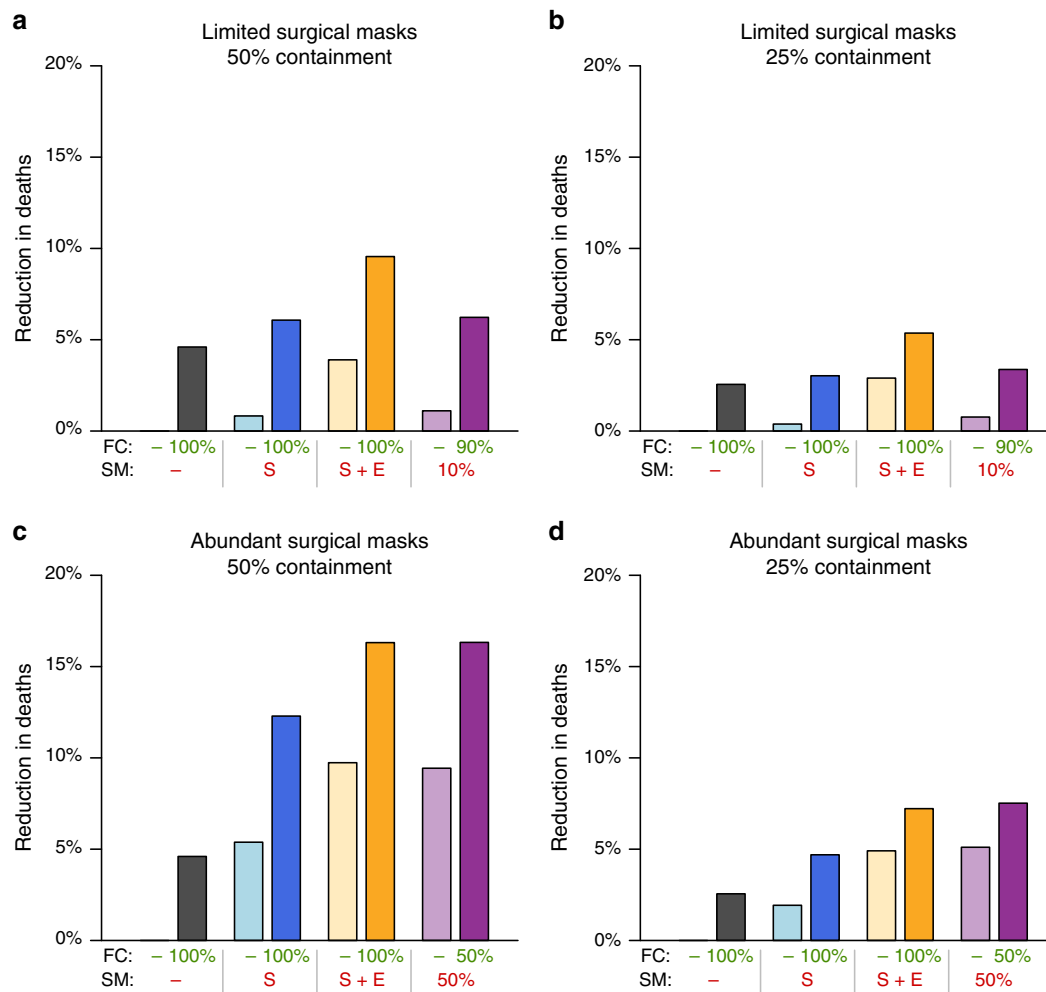 a
Limited surgical masks
50% containment
20%
15%
10%
5%
0%
Reduction in deaths
FC: – 100% – 100% – 100% – 90%
SM: – S S + E 10%
b
Limited surgical masks
25% containment
20%
15%
10%
5%
0%
Reduction in deaths
FC: – 100% – 100% – 100% – 90%
SM: – S S + E 10%
c
Abundant surgical masks
50% containment
20%
15%
10%
5%
0%
Reduction in deaths
FC: – 100% – 100% – 100% – 50%
SM: – S S + E 50%
d
Abundant surgical masks
25% containment
20%
15%
10%
5%
0%
Reduction in deaths
FC: – 100% – 100% – 100% – 50%
SM: – S S + E 50%